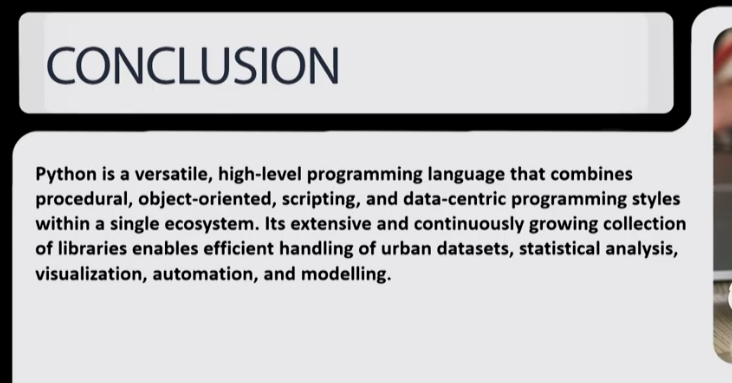 CONCLUSION
Python is a versatile, high-level programming language that combines
procedural, object-oriented, scripting, and data-centric programming styles
within a single ecosystem. Its extensive and continuously growing collection
of libraries enables efficient handling of urban datasets, statistical analysis,
visualization, automation, and modelling.